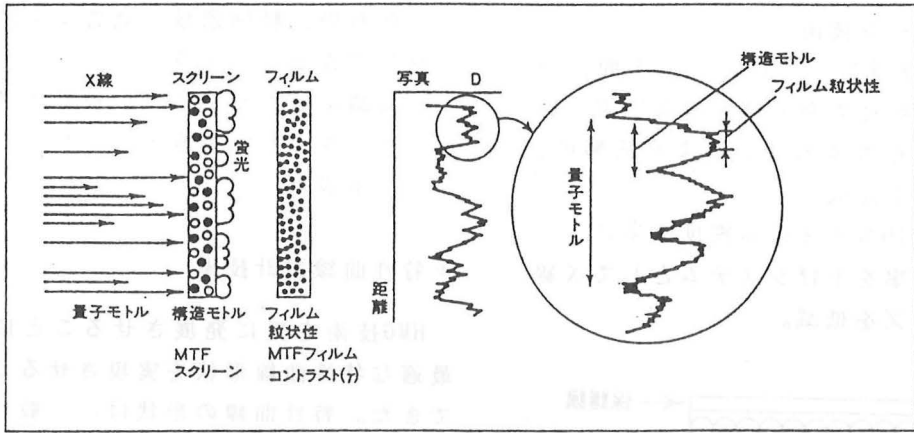 X線
スクリーン
フィルム
写真 D
構造モトル
フィルム粒状性
蛍光
量子モトル
距離
量子モトル
構造モトル
フィルム
粒状性
MTF
スクリーン
MTFフィルム
コントラスト(γ)